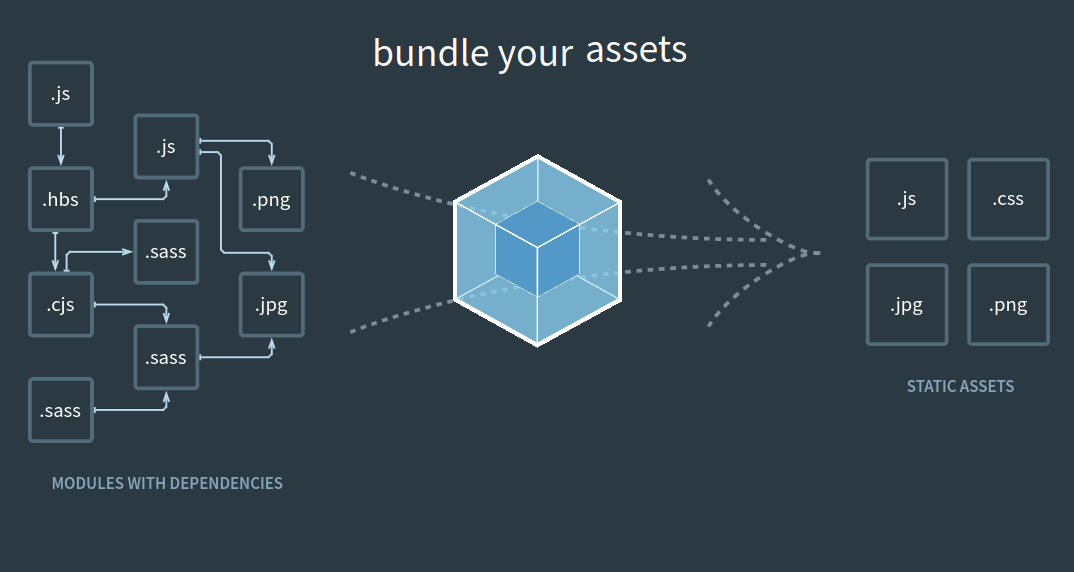 bundle your assets
.js
.js
.hbs
.png
.sass
.cjs
.jpg
.sass
.sass
MODULES WITH DEPENDENCIES
.js
.css
.jpg
.png
STATIC ASSETS